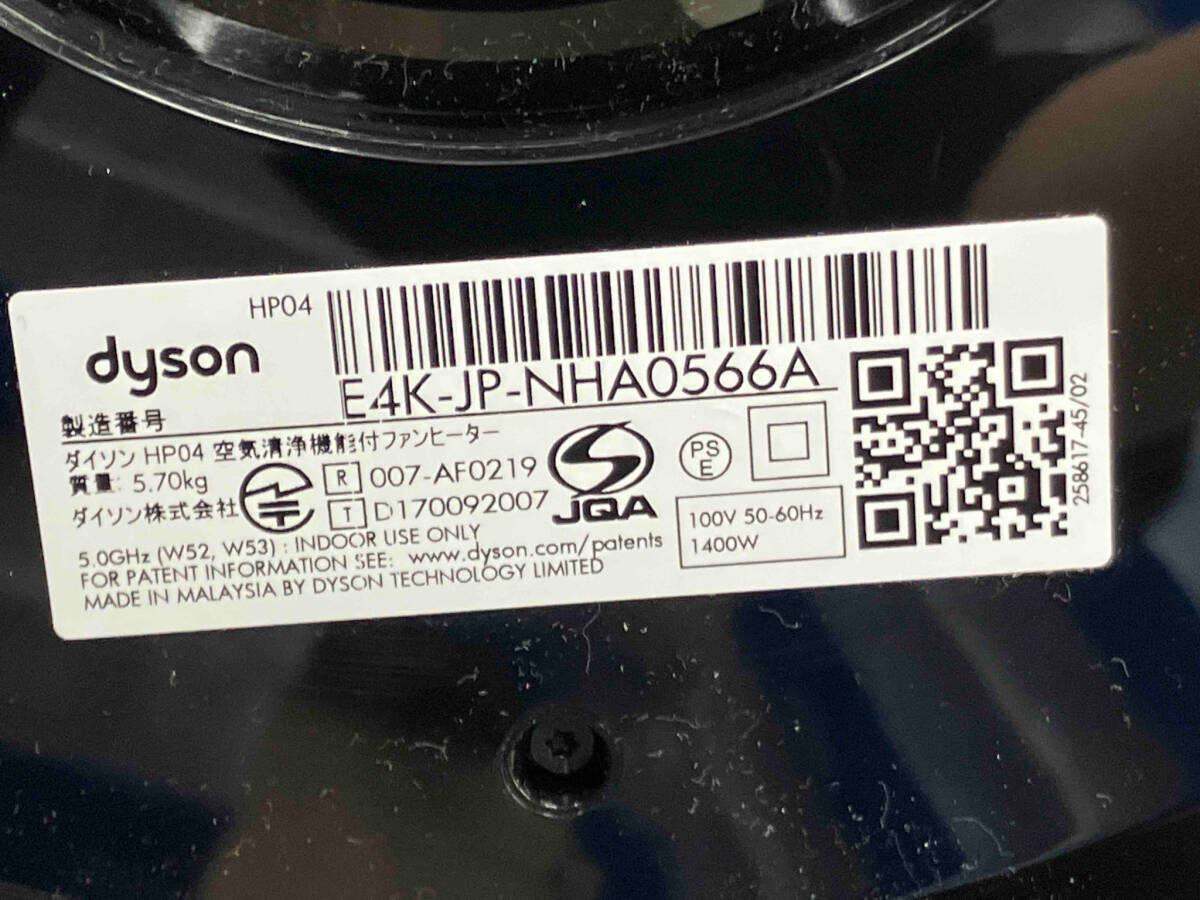 HP04
dyson
E4K-JP-NHA0566A
製造番号
ダイソン HP04 空気清浄機能付ファンヒーター
質量: 5.70kg
ダイソン株式会社
R 007-AF0219
T D170092007
JQA
PS
E
100V 50-60Hz
1400W
258617-45/02
5.0GHz (W52, W53) : INDOOR USE ONLY
FOR PATENT INFORMATION SEE: www.dyson.com/patents
MADE IN MALAYSIA BY DYSON TECHNOLOGY LIMITED